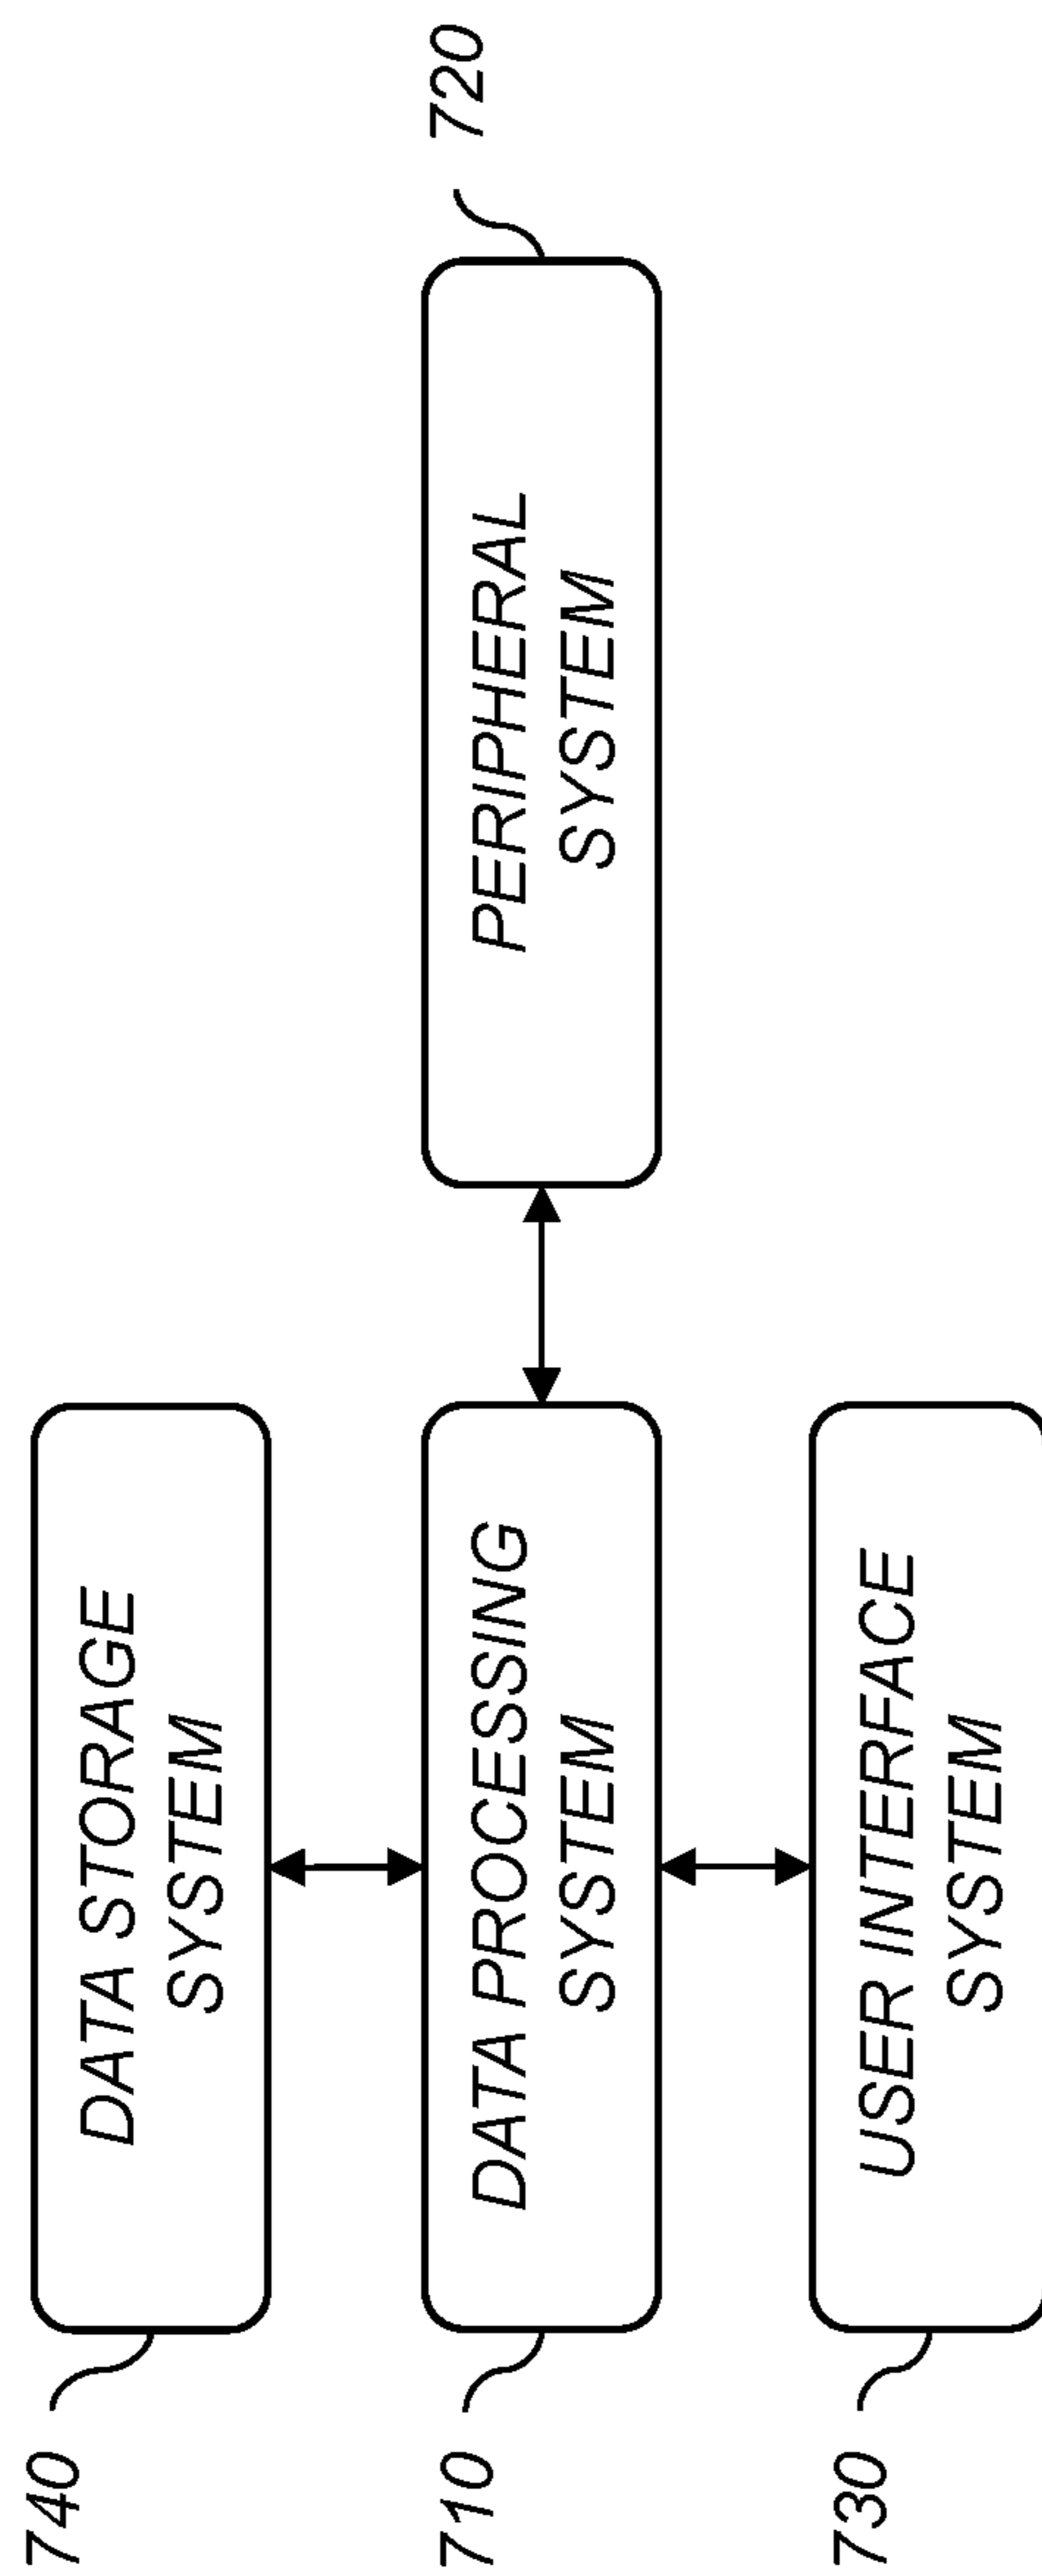 740
DATA STORAGE
SYSTEM
710
DATA PROCESSING
SYSTEM
PERIPHERAL
SYSTEM
720
730
USER INTERFACE
SYSTEM